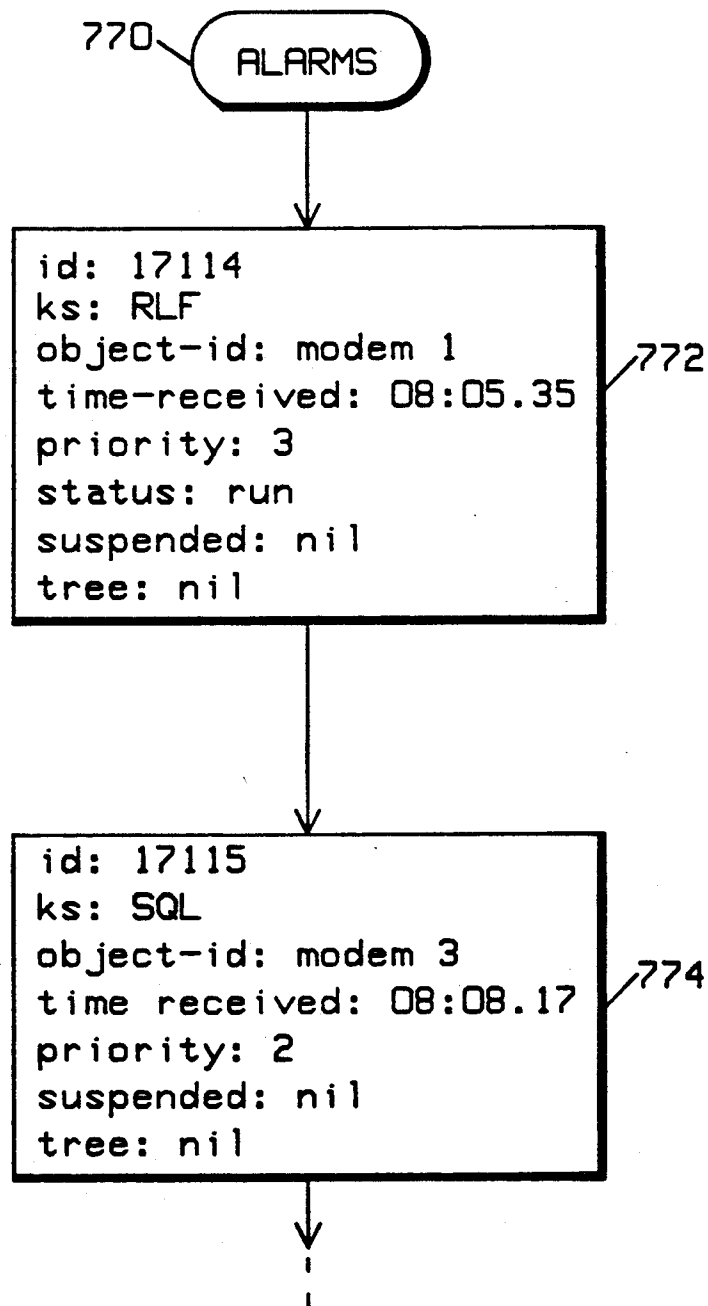 770
ALARMS
id: 17114
ks: RLF
object-id: modem 1
time-received: 08:05.35
priority: 3
status: run
suspended: nil
tree: nil
772
id: 17115
ks: SQL
object-id: modem 3
time received: 08:08.17
priority: 2
suspended: nil
tree: nil
774